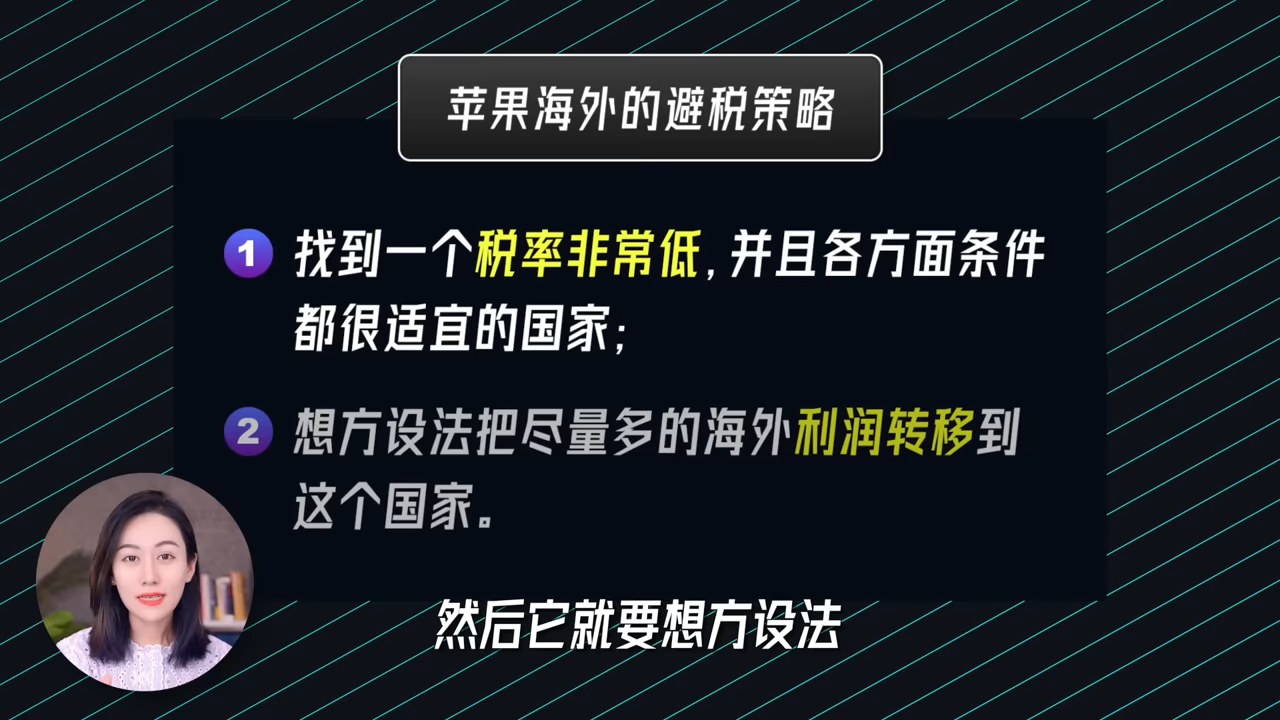 苹果海外的避税策略
1 找到一个税率非常低，并且各方面条件
都很适宜的国家；
2 想方设法把尽量多的海外利润转移到
这个国家。
然后它就要想方设法